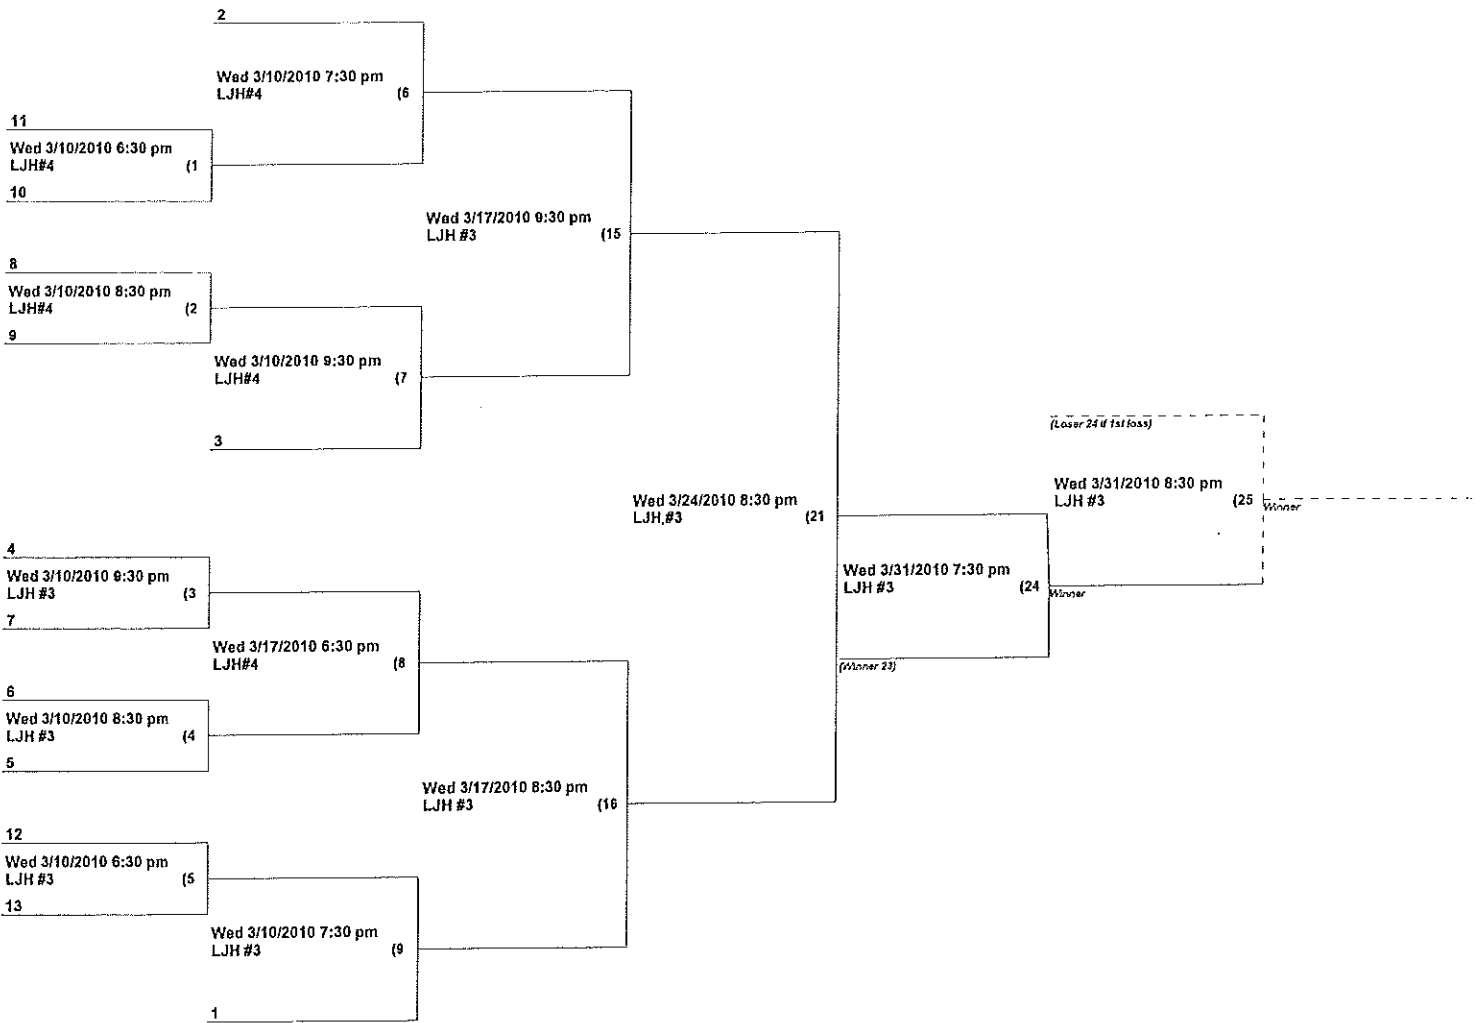 2
Wed 3/10/2010 7:30 pm
LJH#4 (6
11
Wed 3/10/2010 6:30 pm
LJH#4 (1
10
Wed 3/17/2010 9:30 pm
LJH #3 (15
8
Wed 3/10/2010 8:30 pm
LJH#4 (2
9
Wed 3/10/2010 9:30 pm
LJH#4 (7
3
(Loser 24 if 1st loss)
Wed 3/31/2010 8:30 pm
LJH #3 (25
Winner
Wed 3/24/2010 8:30 pm
LJH,#3 (21
4
Wed 3/10/2010 9:30 pm
LJH #3 (3
7
Wed 3/31/2010 7:30 pm
LJH #3 (24
Winner
Wed 3/17/2010 6:30 pm
LJH#4 (8
(Winner 23)
6
Wed 3/10/2010 8:30 pm
LJH #3 (4
5
Wed 3/17/2010 8:30 pm
LJH #3 (16
12
Wed 3/10/2010 6:30 pm
LJH #3 (5
13
Wed 3/10/2010 7:30 pm
LJH #3 (9
1